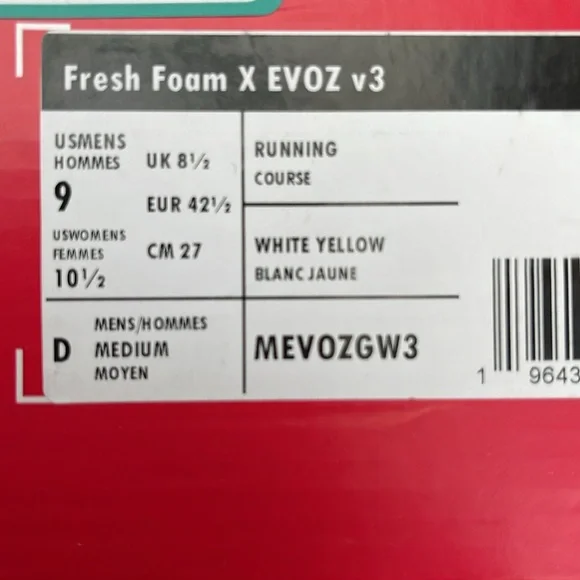 Fresh Foam X EVOZ v3
USMENS
HOMMES
9
USWOMENS
FEMMES
10½
UK 8½
EUR 42½
CM 27
RUNNING
COURSE
WHITE YELLOW
BLANC JAUNE
D
MENS/HOMMES
MEDIUM
MOYEN
MEVOZGW3
1 9643